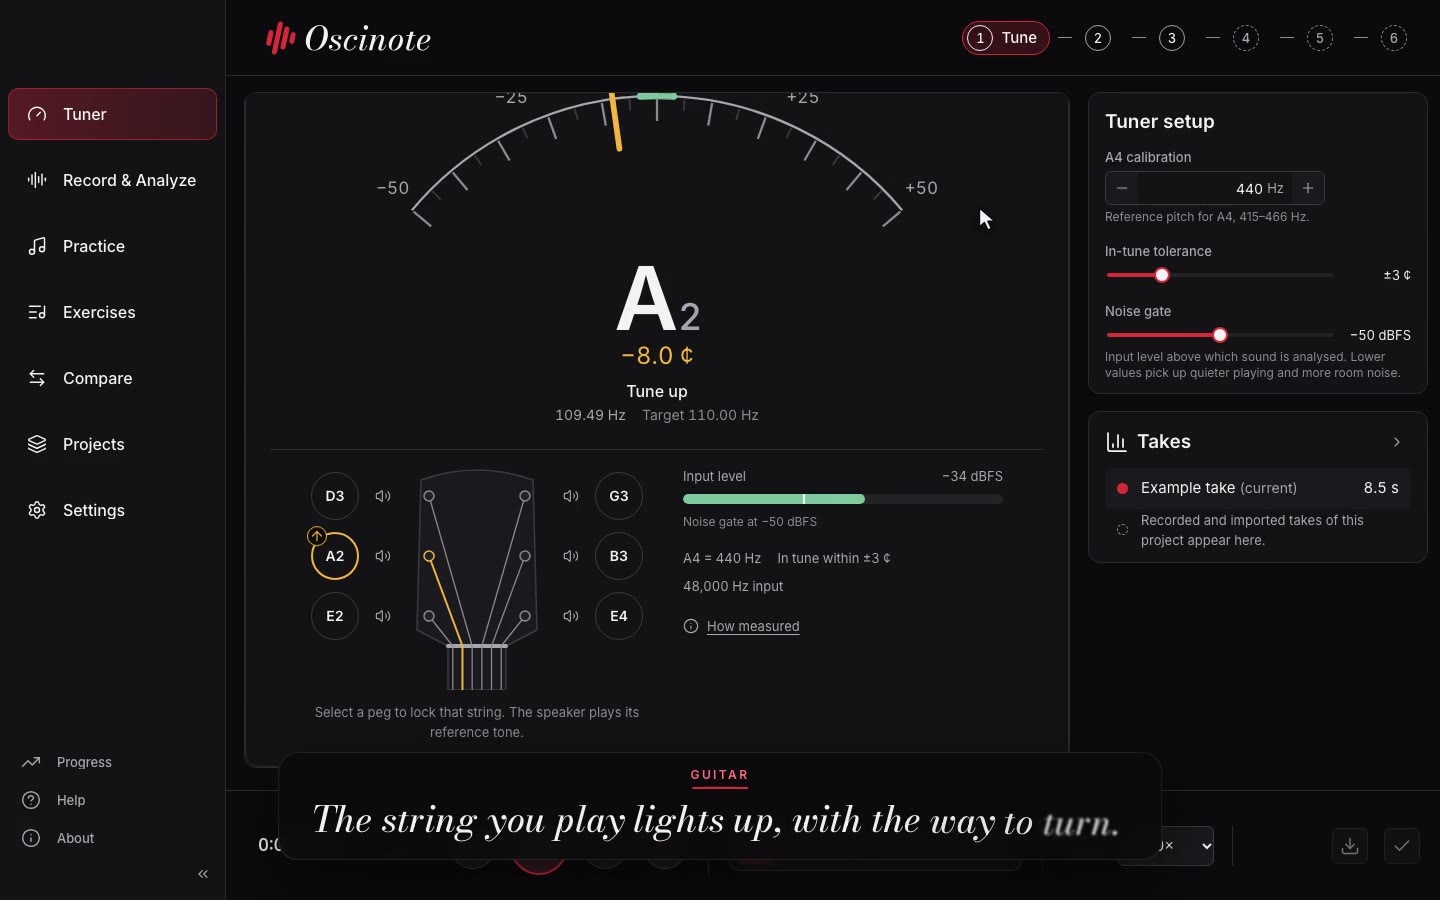 Oscinote
1 Tune — 2 — 3 — 4 — 5 — 6
Tuner
Record & Analyze
Practice
Exercises
Compare
Projects
Settings
Progress
Help
About
−50
−25
+25
+50
A2
−8.0 ¢
Tune up
109.49 Hz Target 110.00 Hz
D3
A2
E2
G3
B3
E4
Select a peg to lock that string. The speaker plays its
reference tone.
Input level −34 dBFS
Noise gate at −50 dBFS
A4 = 440 Hz In tune within ±3 ¢
48,000 Hz input
How measured
Tuner setup
A4 calibration
− 440 Hz +
Reference pitch for A4, 415–466 Hz.
In-tune tolerance
±3 ¢
Noise gate
−50 dBFS
Input level above which sound is analysed. Lower
values pick up quieter playing and more room noise.
Takes
Example take (current) 8.5 s
Recorded and imported takes of this
project appear here.
GUITAR
The string you play lights up, with the way to turn.